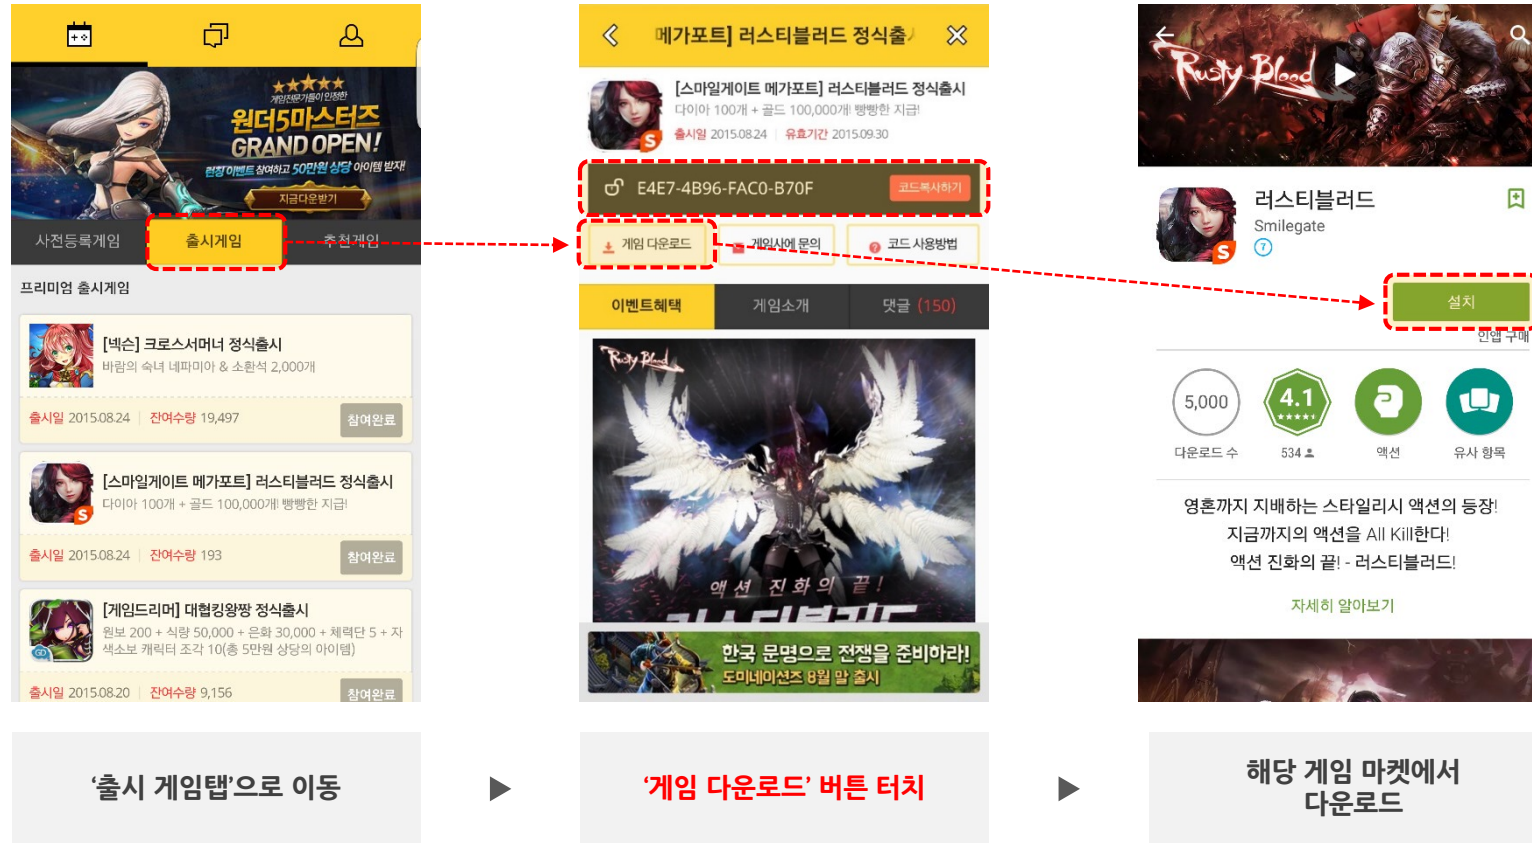 ★★★★★
게임전문가들이 인정한
원더5마스터즈
GRAND OPEN!
런칭 이벤트 참여하고 50만원 상당 아이템 받자!
지금다운받기
사전등록게임
출시게임
추천게임
프리미엄 출시게임
[넥슨] 크로스서머너 정식출시
바람의 숙녀 네파미아 & 소환석 2,000개
출시일 2015.08.24 | 잔여수량 19,497
참여완료
[스마일게이트 메가포트] 러스티블러드 정식출시
다이아 100개 + 골드 100,000개! 빵빵한 지급!
출시일 2015.08.24 | 잔여수량 193
참여완료
[게임드리머] 대협킹왕짱 정식출시
원보 200 + 식량 50,000 + 은화 30,000 + 체력단 5 + 자
색소보 캐릭터 조각 10(총 5만원 상당의 아이템)
GD
출시일 2015.08.20 | 잔여수량 9,156
참여완료
‘출시 게임탭’으로 이동
메가포트] 러스티블러드 정식출
[스마일게이트 메가포트] 러스티블러드 정식출시
다이아 100개 + 골드 100,000개! 빵빵한 지급!
출시일 2015.08.24 | 유효기간 2015.09.30
S
E4E7-4B96-FAC0-B70F
코드복사하기
게임 다운로드
게임사에 문의
코드 사용방법
이벤트혜택
게임소개
댓글 (150)
Rusty Blood
액션 진화의 끝!
러스티블러드
한국 문명으로 전쟁을 준비하라!
도미네이션즈 8월 말 출시
‘게임 다운로드’ 버튼 터치
Rusty Blood
러스티블러드
Smilegate
7
S
설치
인앱 구매
5,000
4.1
다운로드 수
534
액션
유사 항목
영혼까지 지배하는 스타일리시 액션의 등장!
지금까지의 액션을 All Kill한다!
액션 진화의 끝! - 러스티블러드!
자세히 알아보기
해당 게임 마켓에서
다운로드